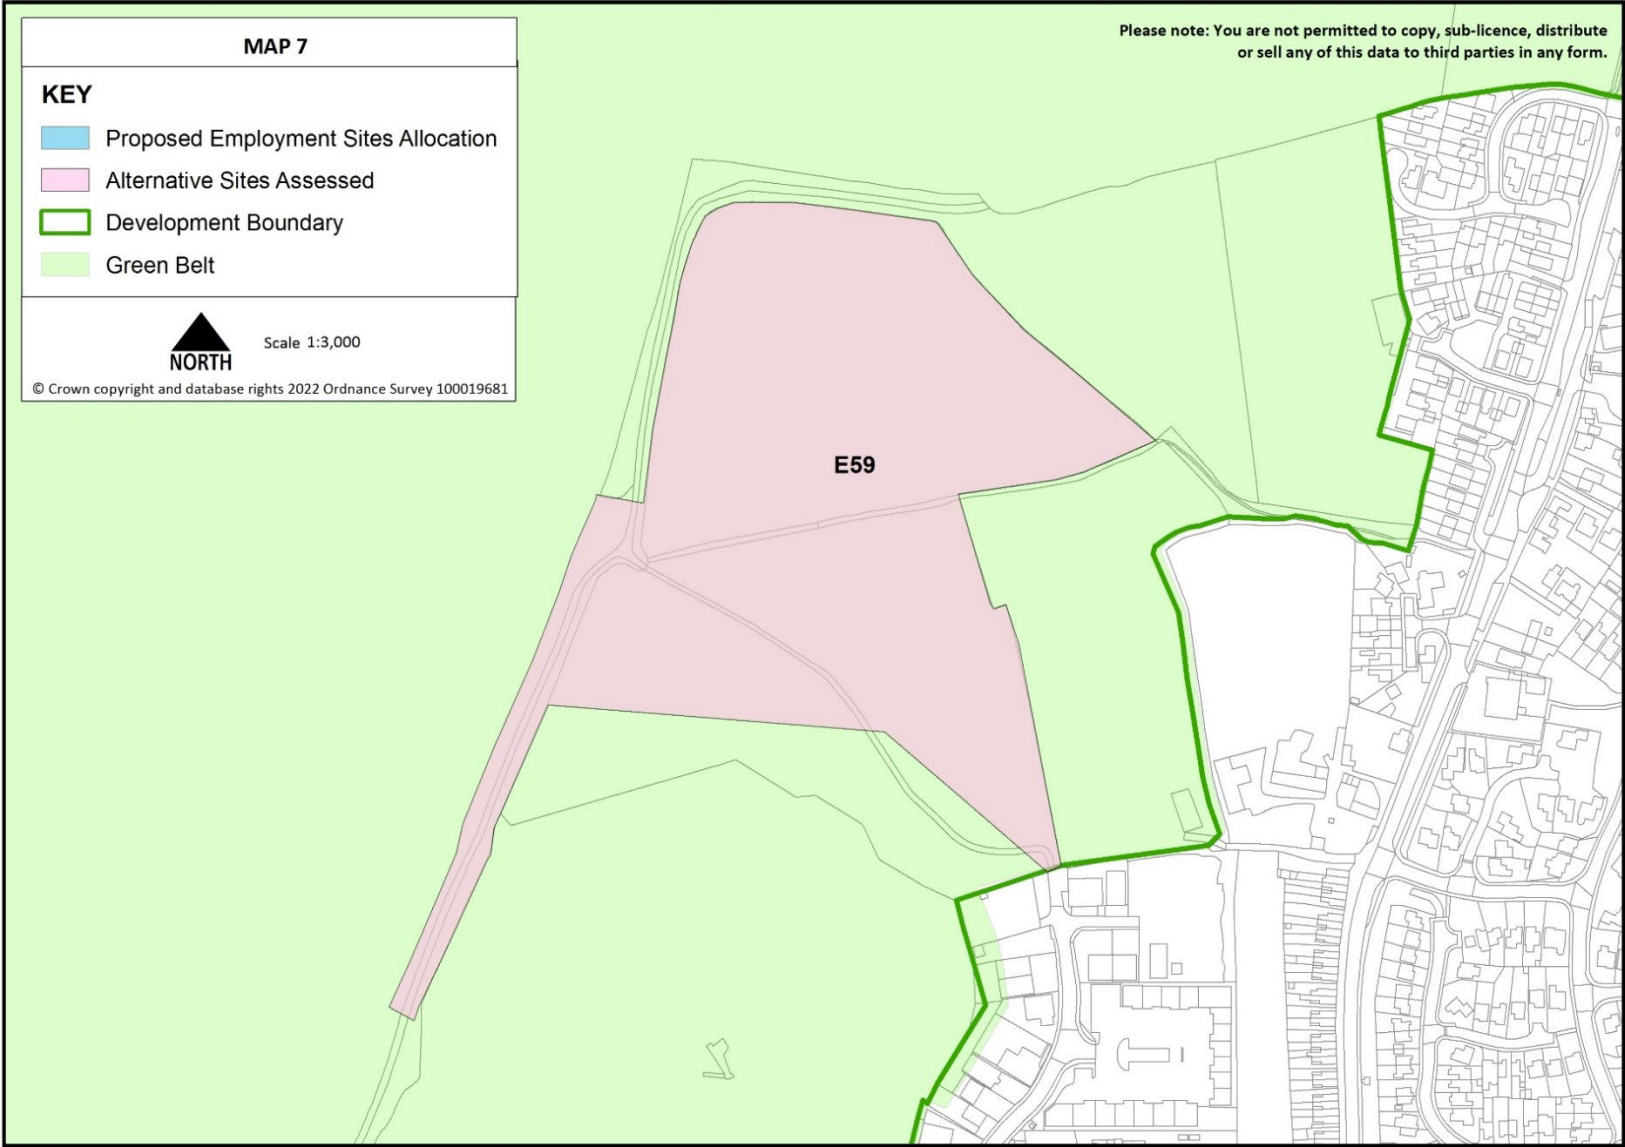 MAP 7
KEY
Proposed Employment Sites Allocation
Alternative Sites Assessed
Development Boundary
Green Belt
NORTH
Scale 1:3,000
© Crown copyright and database rights 2022 Ordnance Survey 100019681
Please note: You are not permitted to copy, sub-licence, distribute
or sell any of this data to third parties in any form.
E59